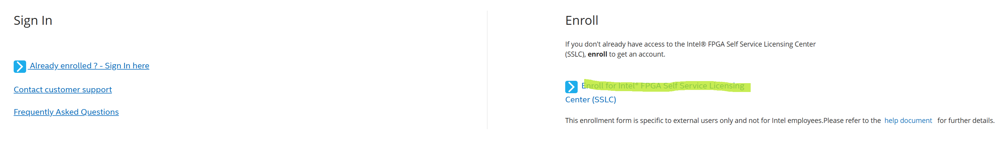 Sign In
Already enrolled ? - Sign In here
Contact customer support
Frequently Asked Questions
Enroll
If you don't already have access to the Intel® FPGA Self Service Licensing Center
(SSLC), enroll to get an account.
Enroll for Intel® FPGA Self Service Licensing
Center (SSLC)
This enrollment form is specific to external users only and not for Intel employees.Please refer to the help document for further details.